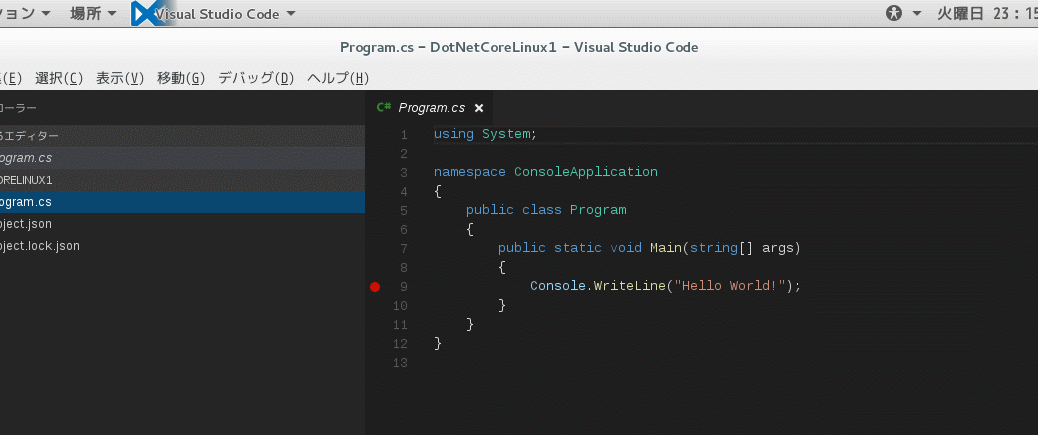 ション 場所 Visual Studio Code 火曜日 23:15
Program.cs - DotNetCoreLinux1 - Visual Studio Code
(E) 選択(C) 表示(V) 移動(G) デバッグ(D) ヘルプ(H)
ローラー
C# Program.cs ×
るエディター
ogram.cs
ORELINUX1
ogram.cs
oject.json
oject.lock.json
1 using System;
2
3 namespace ConsoleApplication
4 {
5 public class Program
6 {
7 public static void Main(string[] args)
8 {
9 Console.WriteLine("Hello World!");
10 }
11 }
12 }
13